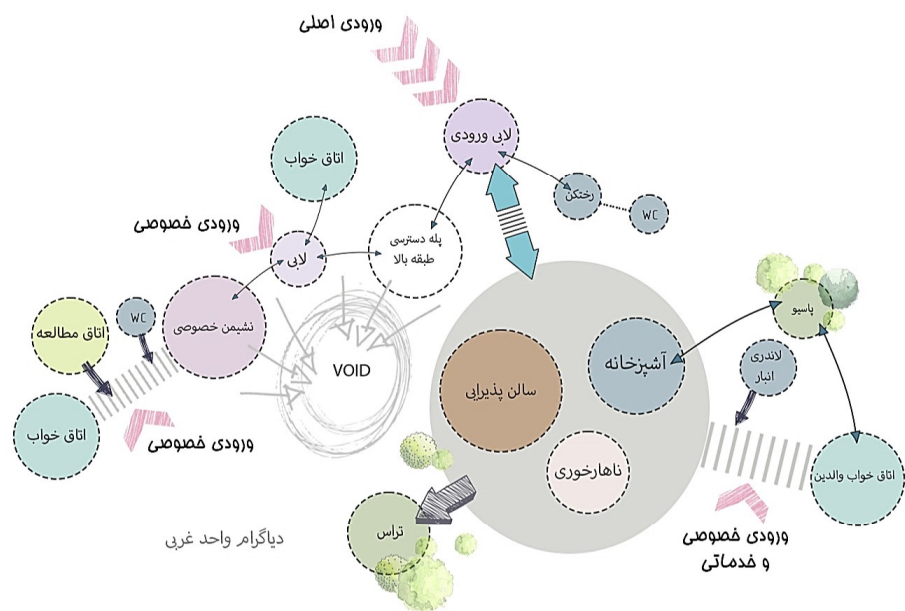 ورودی اصلی
لابی ورودی
اتاق خواب
رختکن
WC
ورودی خصوصی
پله دسترسی
طبقه بالا
لابی
پاسیو
نشیمن خصوصی
WC
اتاق مطالعه
لاندری
انبار
آشپزخانه
VOID
سالن پذیرایی
اتاق خواب
ورودی خصوصی
ناهارخوری
اتاق خواب والدین
تراس
دیاگرام واحد غربی
ورودی خصوصی
و خدماتی